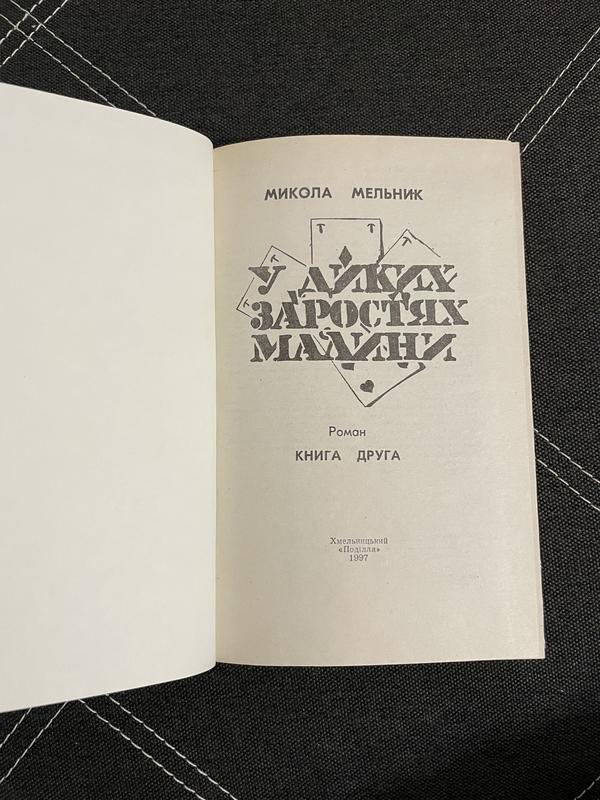 МИКОЛА МЕЛЬНИК
У ДИКИХ
ЗАРОСТЯХ
МАЛИНИ
Роман
КНИГА ДРУГА
Хмельницький
«Поділля»
1997